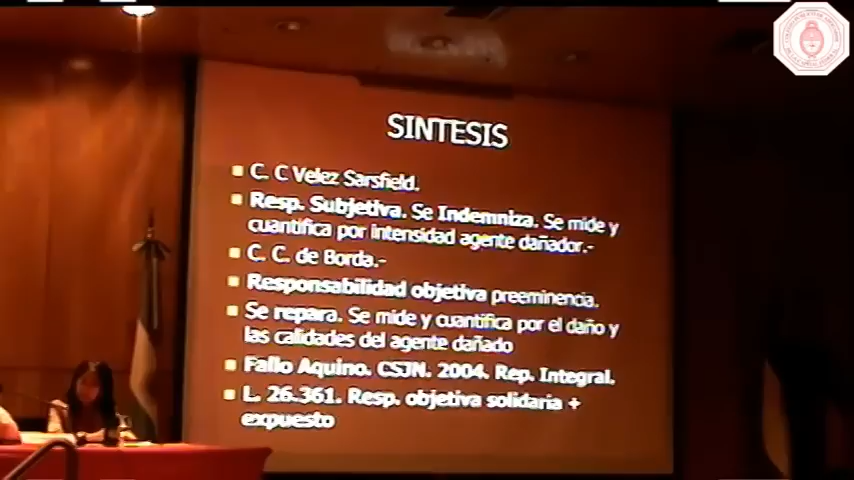 SINTESIS
C. C Velez Sarsfield.
Resp. Subjetiva. Se Indemniza. Se mide y
cuantifica por intensidad agente dañador.-
C. C. de Borda.-
Responsabilidad objetiva preeminencia.
Se repara. Se mide y cuantifica por el daño y
las calidades del agente dañado
Fallo Aquino. CSJN. 2004. Rep. Integral.
L. 26.361. Resp. objetiva solidaria +
expuesto